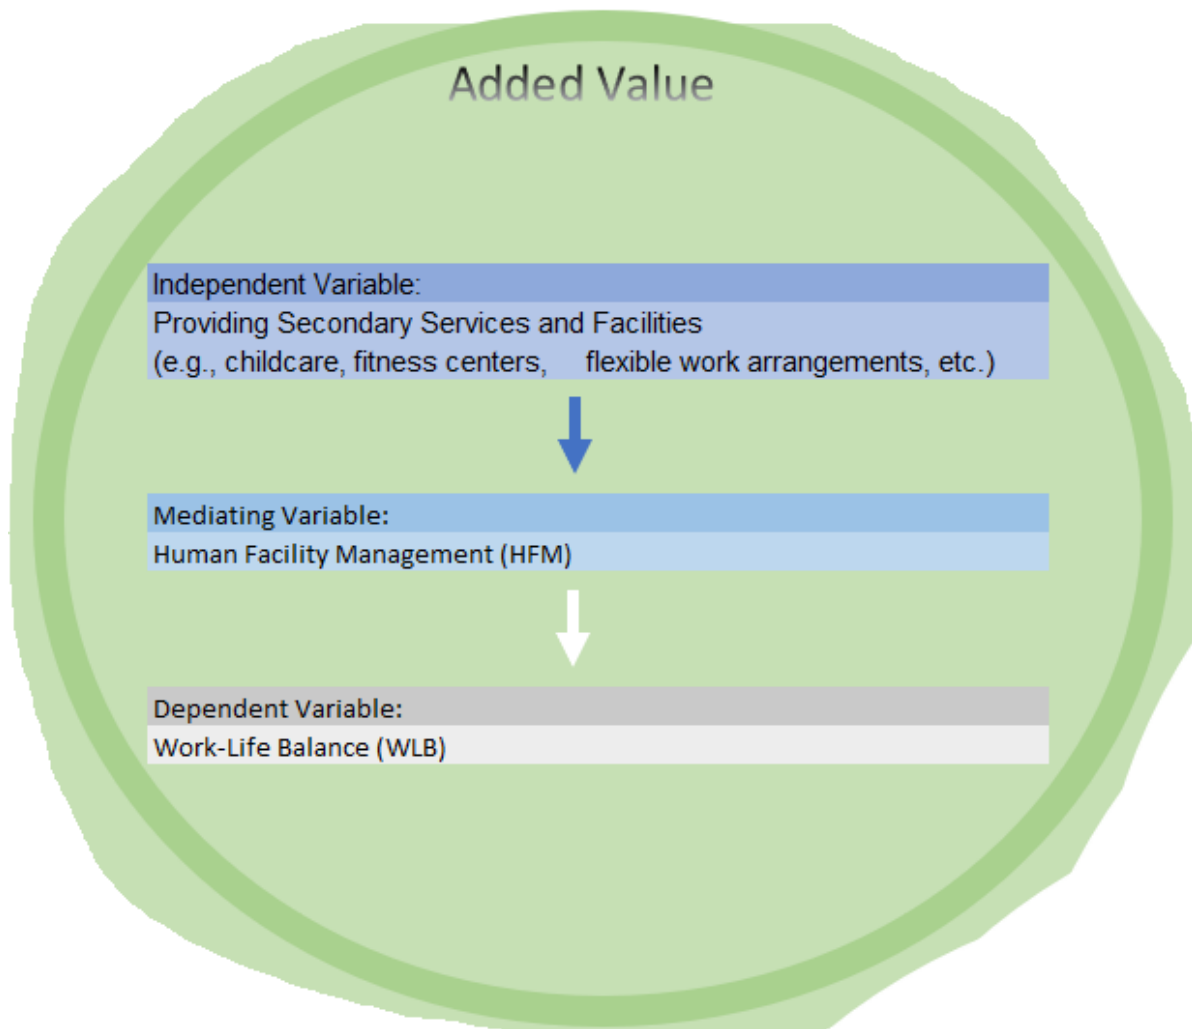 Added Value
Independent Variable:
Providing Secondary Services and Facilities
(e.g., childcare, fitness centers, flexible work arrangements, etc.)
Mediating Variable:
Human Facility Management (HFM)
Dependent Variable:
Work-Life Balance (WLB)